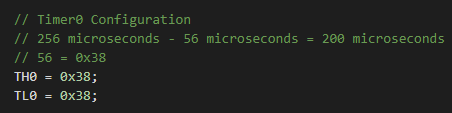 // Timer0 Configuration
// 256 microseconds - 56 microseconds = 200 microseconds
// 56 = 0x38
TH0 = 0x38;
TL0 = 0x38;